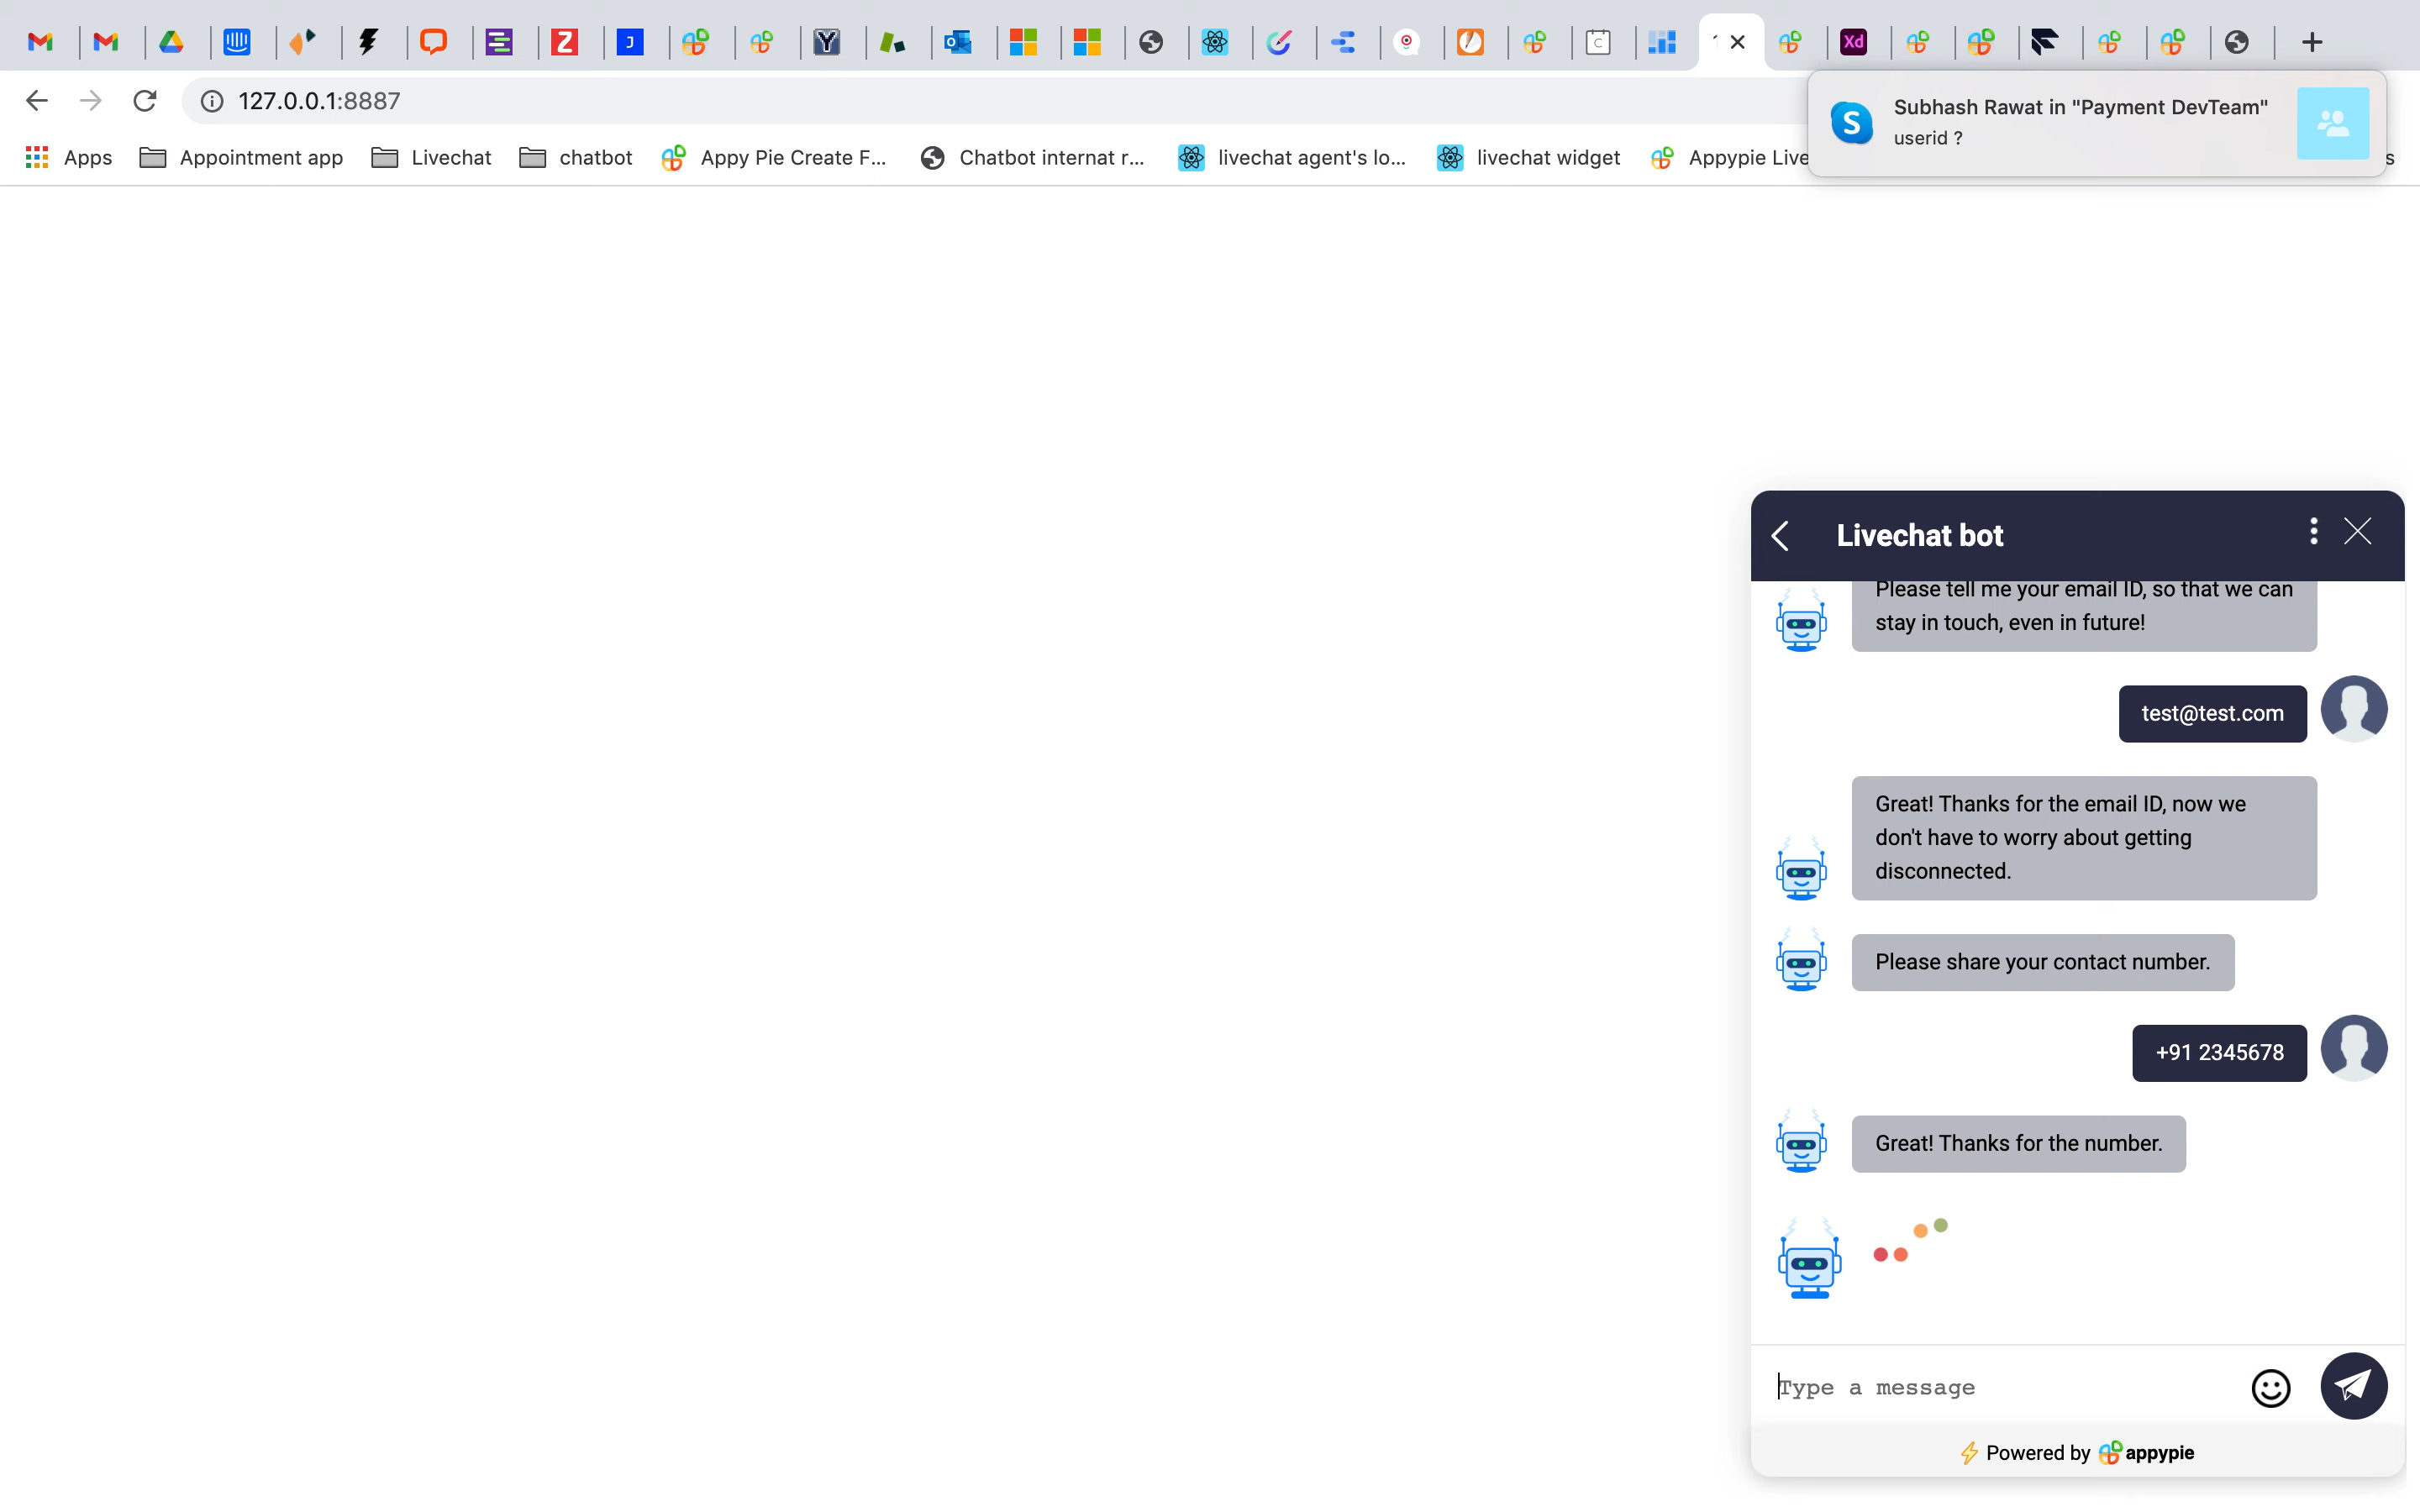 127.0.0.1:8887
Subhash Rawat in "Payment DevTeam"
userid ?
Apps
Appointment app
Livechat
chatbot
Appy Pie Create F...
Chatbot internat r...
livechat agent's lo...
livechat widget
Appypie Live
s
Livechat bot
Please tell me your email ID, so that we can
stay in touch, even in future!
test@test.com
Great! Thanks for the email ID, now we
don't have to worry about getting
disconnected.
Please share your contact number.
+91 2345678
Great! Thanks for the number.
Type a message
Powered by appypie